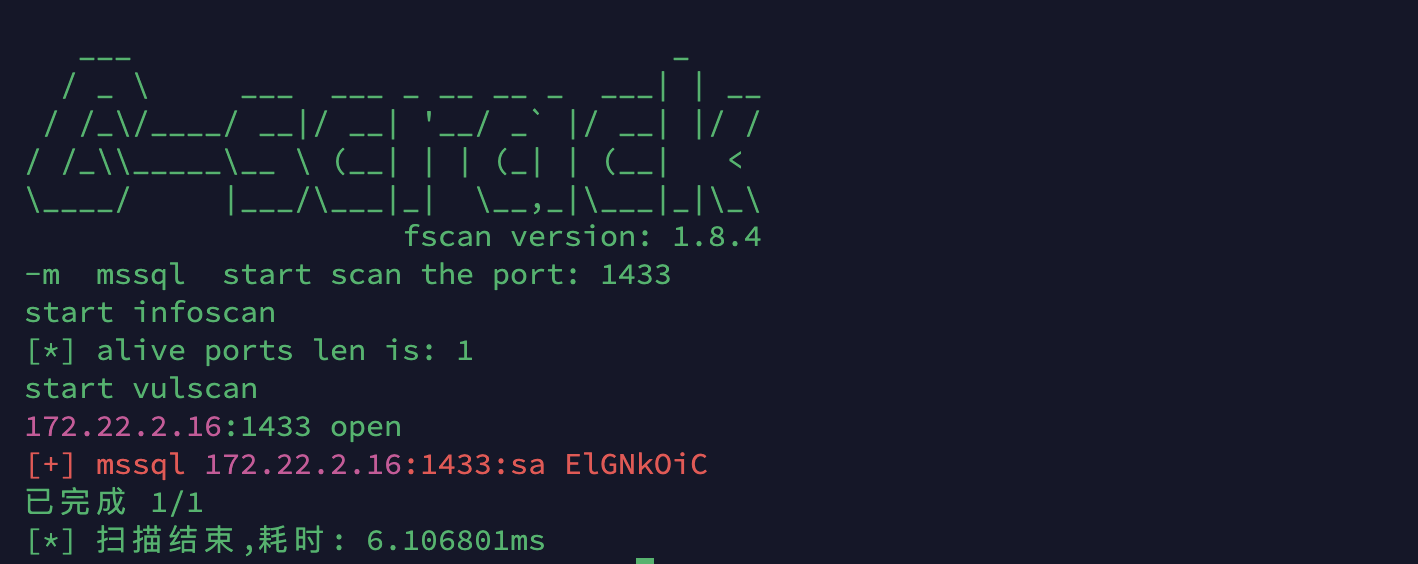 ___                              _
  / _ \     ___  ___ _ __ __ _  ___| | __
 / /_\/____/ __|/ __| '__/ _` |/ __| |/ /
/ /_\\_____\__ \ (__| | | (_| | (__|   <
\____/     |___/\___|_|  \__,_|\___|_|\_\
                     fscan version: 1.8.4
-m  mssql  start scan the port: 1433
start infoscan
[*] alive ports len is: 1
start vulscan
172.22.2.16:1433 open
[+] mssql 172.22.2.16:1433:sa ElGNkOiC
已完成 1/1
[*] 扫描结束,耗时: 6.106801ms